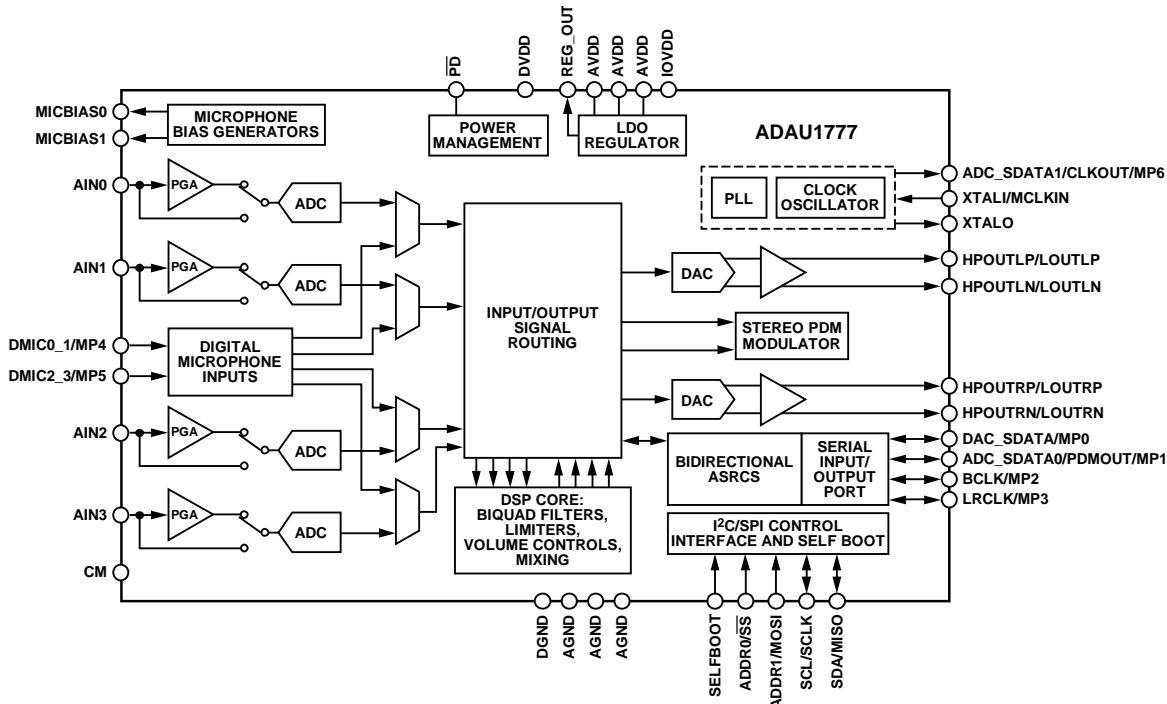 PD
DVDD
REG_OUT
AVDD
AVDD
AVDD
IOVDD
MICBIAS0
MICBIAS1
MICROPHONE
BIAS GENERATORS
POWER
MANAGEMENT
LDO
REGULATOR
ADAU1777
AIN0
PGA
ADC
PLL
CLOCK
OSCILLATOR
ADC_SDATA1/CLKOUT/MP6
XTALI/MCLKIN
XTALO
AIN1
PGA
ADC
DAC
HPOUTLP/LOUTLP
HPOUTLN/LOUTLN
INPUT/OUTPUT
SIGNAL
ROUTING
STEREO PDM
MODULATOR
DMIC0_1/MP4
DMIC2_3/MP5
DIGITAL
MICROPHONE
INPUTS
DAC
HPOUTRP/LOUTRP
HPOUTRN/LOUTRN
AIN2
PGA
ADC
BIDIRECTIONAL
ASRCS
SERIAL
INPUT/
OUTPUT
PORT
DAC_SDATA/MP0
ADC_SDATA0/PDMOUT/MP1
BCLK/MP2
LRCLK/MP3
AIN3
PGA
ADC
DSP CORE:
BIQUAD FILTERS,
LIMITERS,
VOLUME CONTROLS,
MIXING
I2C/SPI CONTROL
INTERFACE AND SELF BOOT
CM
DGND
AGND
AGND
AGND
SELFBOOT
ADDR0/SS
ADDR1/MOSI
SCL/SCLK
SDA/MISO